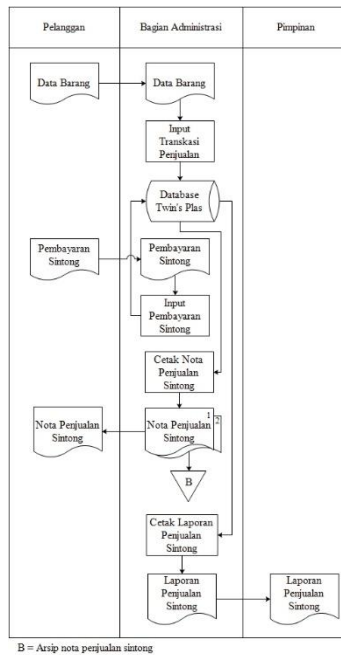 Pelanggan
Bagian Administrasi
Pimpinan
Data Barang
Data Barang
Input
Transkasi
Penjualan
Database
Twin's Plas
Pembayaran
Sintong
Pembayaran
Sintong
Input
Pembayaran
Sintong
Cetak Nota
Penjualan
Sintong
Nota Penjualan
Sintong
1
2
Nota Penjualan
Sintong
B
Cetak Laporan
Penjualan
Sintong
Laporan
Penjualan
Sintong
Laporan
Penjualan
Sintong
B = Arsip nota penjualan sintong